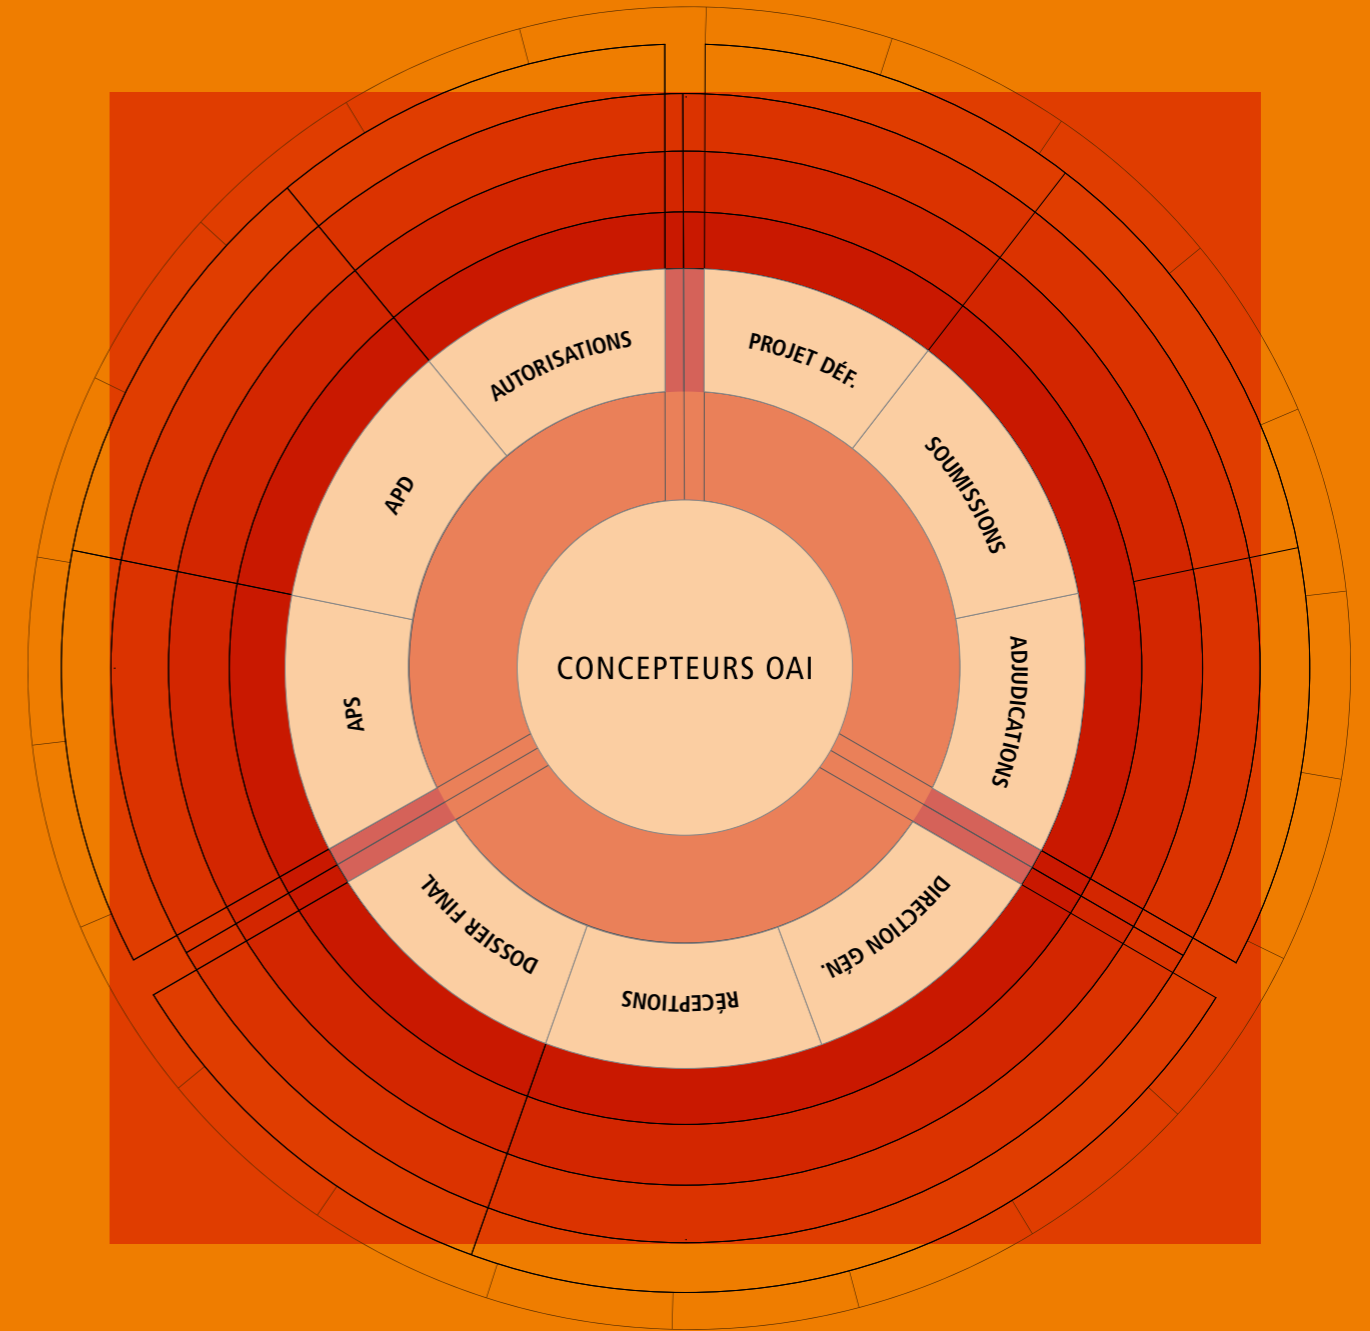 CONCEPTEURS OAI
APS
APD
AUTORISATIONS
PROJET DÉF.
SOUMISSIONS
ADJUDICATIONS
DIRECTION GÉN.
RÉCEPTIONS
DOSSIER FINAL